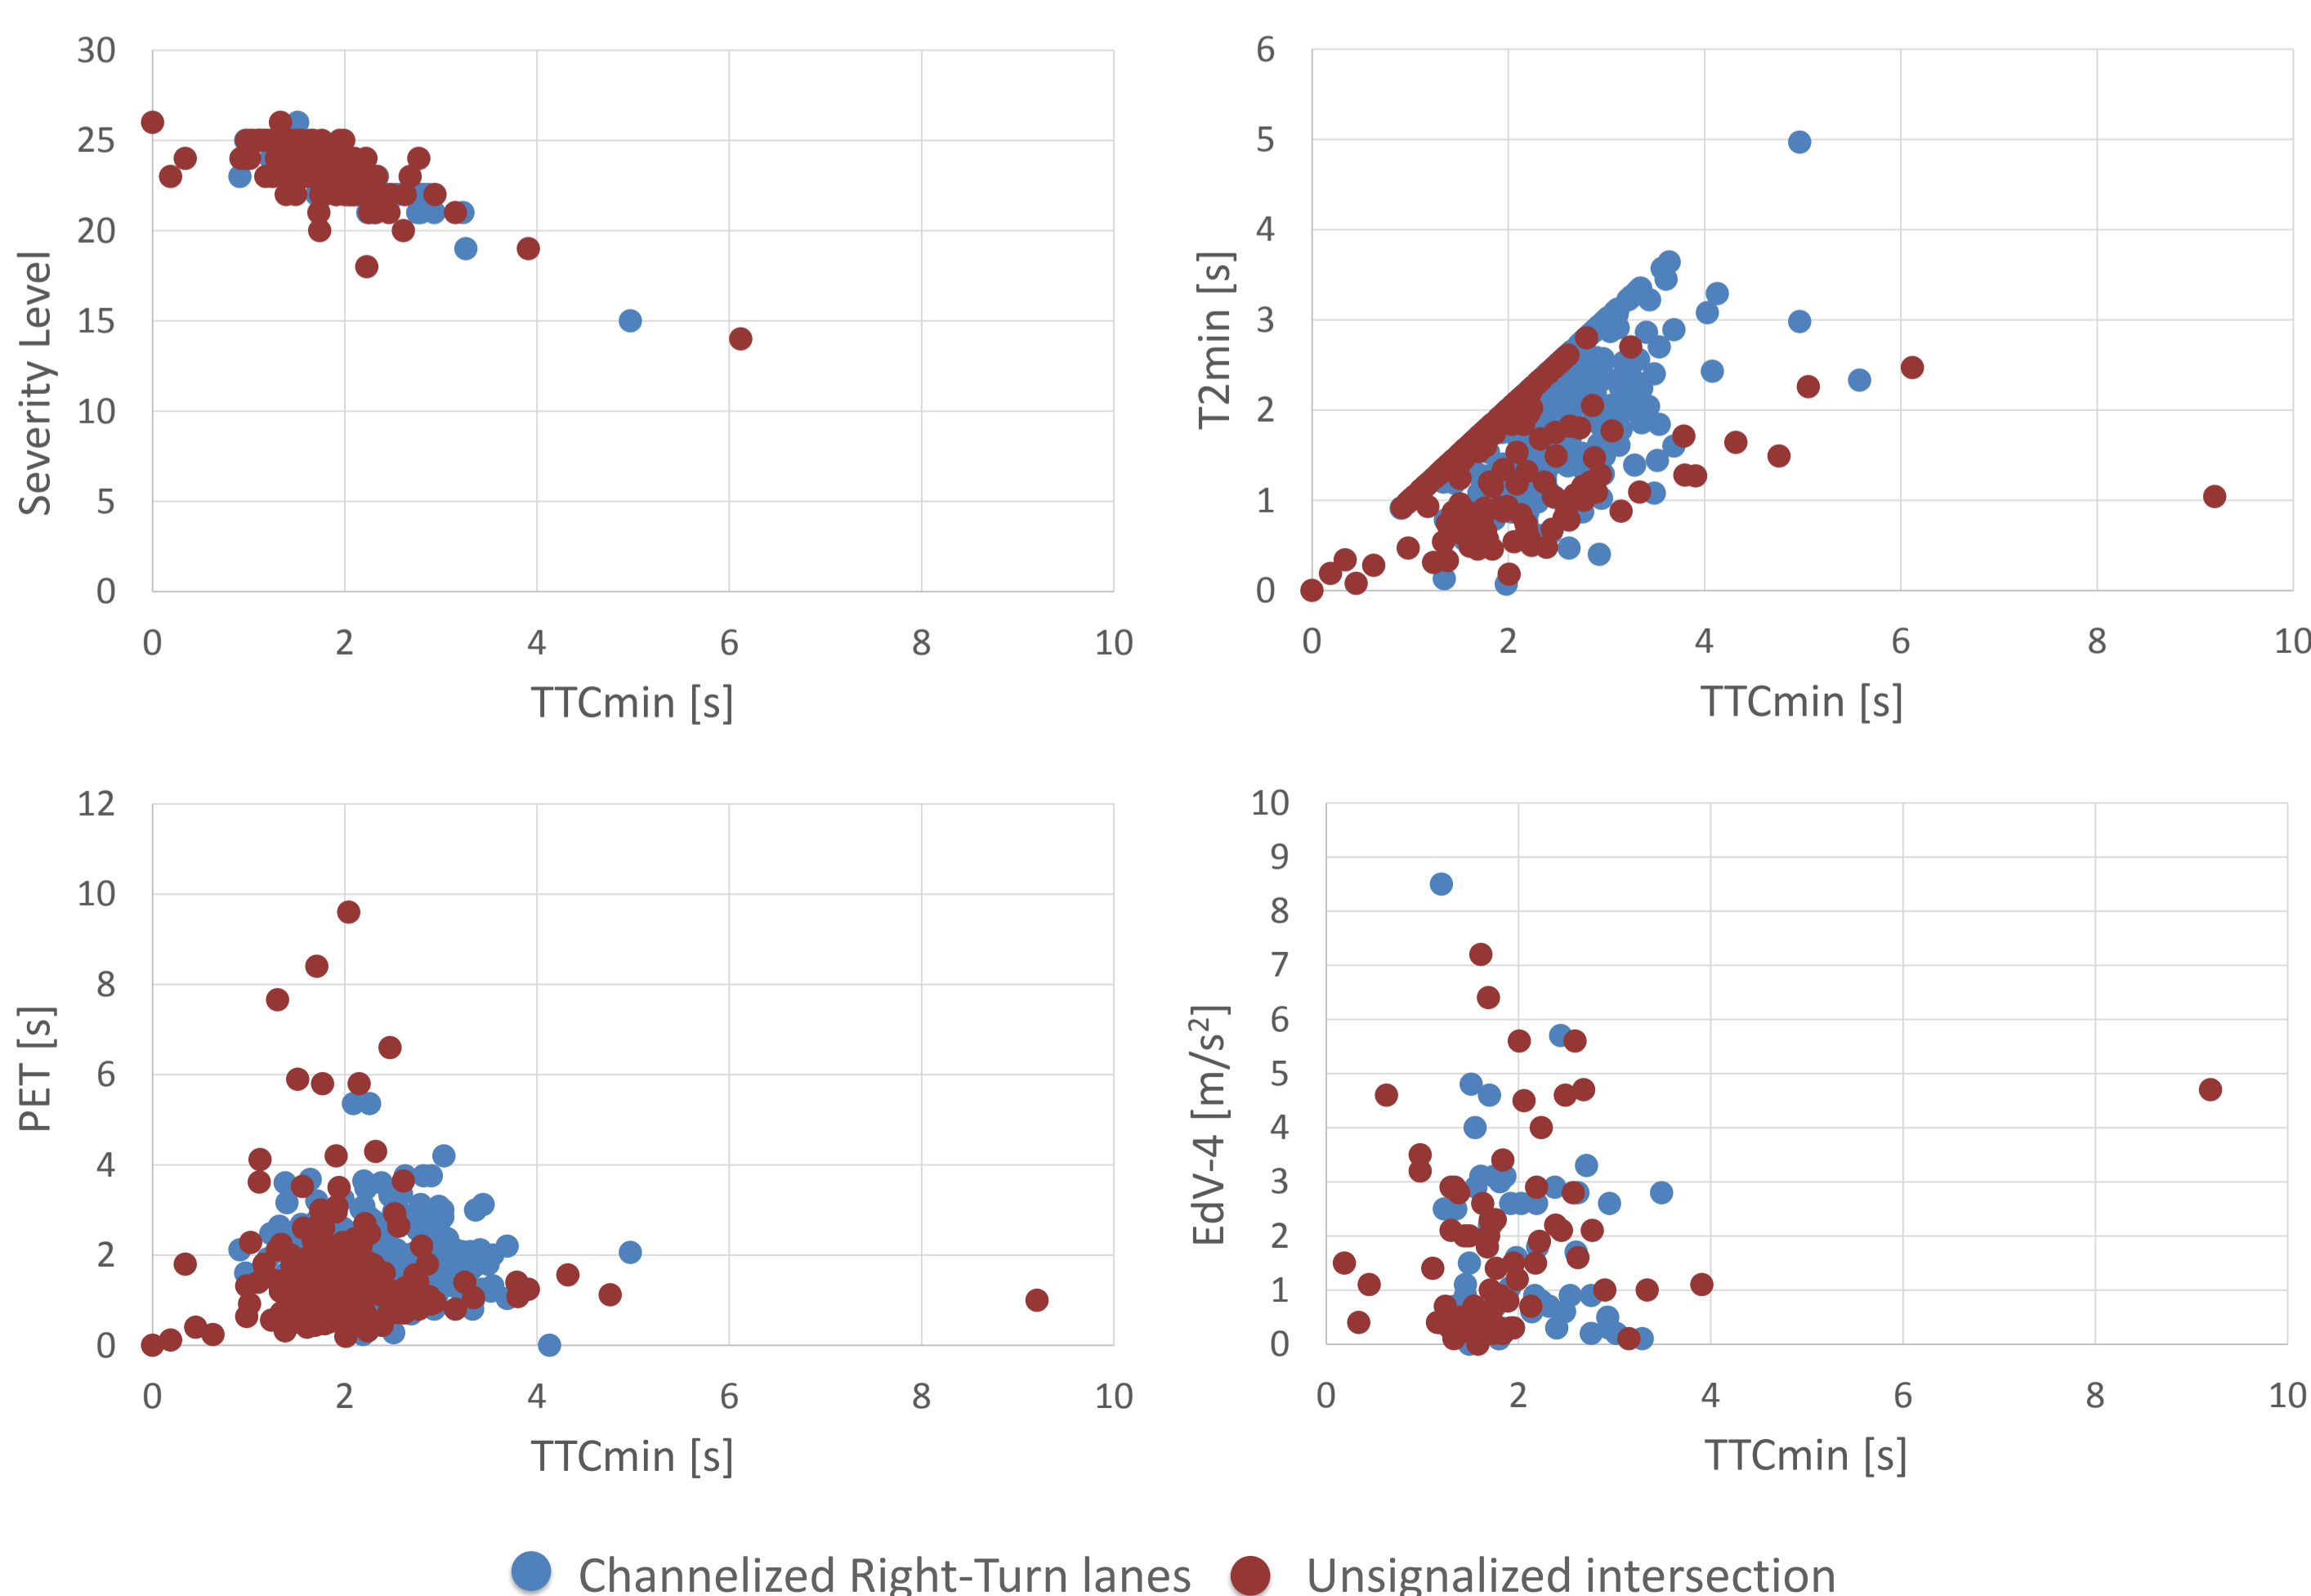 30
25
20
15
10
5
0
Severity Level
0 2 4 6 8 10
TTCmin [s]
6
5
4
3
2
1
0
T2min [s]
0 2 4 6 8 10
TTCmin [s]
12
10
8
6
4
2
0
PET [s]
0 2 4 6 8 10
TTCmin [s]
10
9
8
7
6
5
4
3
2
1
0
EdV-4 [m/s²]
0 2 4 6 8 10
TTCmin [s]
Channelized Right-Turn lanes Unsignalized intersection